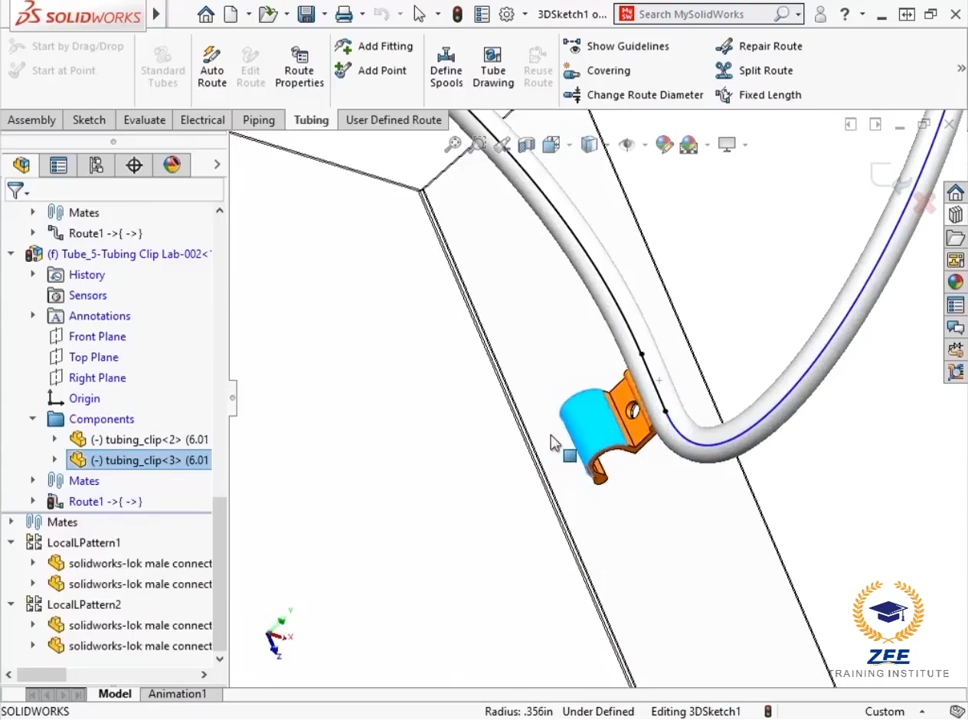 SOLIDWORKS
3DSketch1 o...
Search MySolidWorks
Start by Drag/Drop
Start at Point
Standard Tubes
Auto Route
Edit Route
Route Properties
Add Fitting
Add Point
Define Spools
Tube Drawing
Reuse Route
Show Guidelines
Covering
Change Route Diameter
Repair Route
Split Route
Fixed Length
Assembly
Sketch
Evaluate
Electrical
Piping
Tubing
User Defined Route
Mates
Route1 ->{ ->}
(f) Tube_5-Tubing Clip Lab-002<
History
Sensors
Annotations
Front Plane
Top Plane
Right Plane
Origin
Components
(-) tubing_clip<2> (6.01
(-) tubing_clip<3> (6.01
Mates
Route1 ->{ ->}
Mates
LocalLPattern1
solidworks-lok male connect
solidworks-lok male connect
LocalLPattern2
solidworks-lok male connect
solidworks-lok male connect
Y
X
Z
ZFE
TRAINING INSTITUTE
Model
Animation1
SOLIDWORKS
Radius: .356in
Under Defined
Editing 3DSketch1
Custom